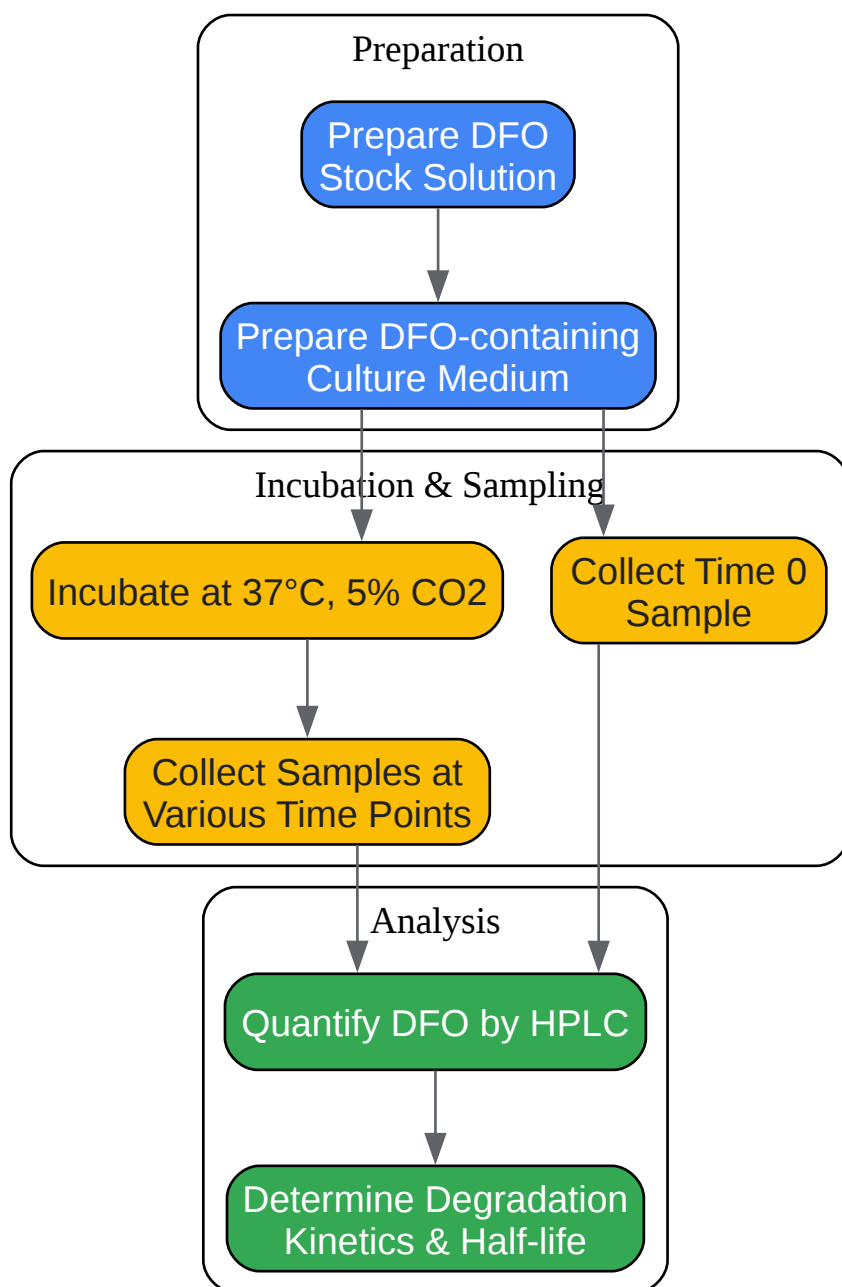 Preparation
Prepare DFO
Stock Solution
Prepare DFO-containing
Culture Medium
Incubation & Sampling
Incubate at 37°C, 5% CO2
Collect Time 0
Sample
Collect Samples at
Various Time Points
Analysis
Quantify DFO by HPLC
Determine Degradation
Kinetics & Half-life